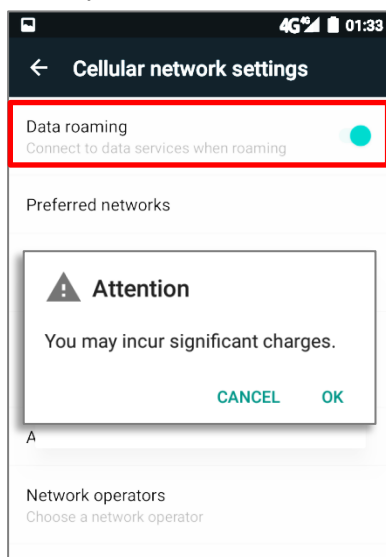 4G 4G 01:33
Cellular network settings
Data roaming
Connect to data services when roaming
Preferred networks
Attention
You may incur significant charges.
CANCEL OK
A
Network operators
Choose a network operator